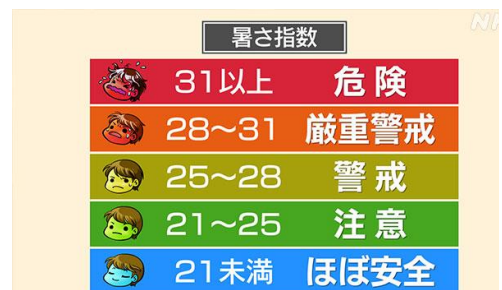 暑さ指数
31以上 危険
28～31 厳重警戒
25～28 警戒
21～25 注意
21未満 ほぼ安全